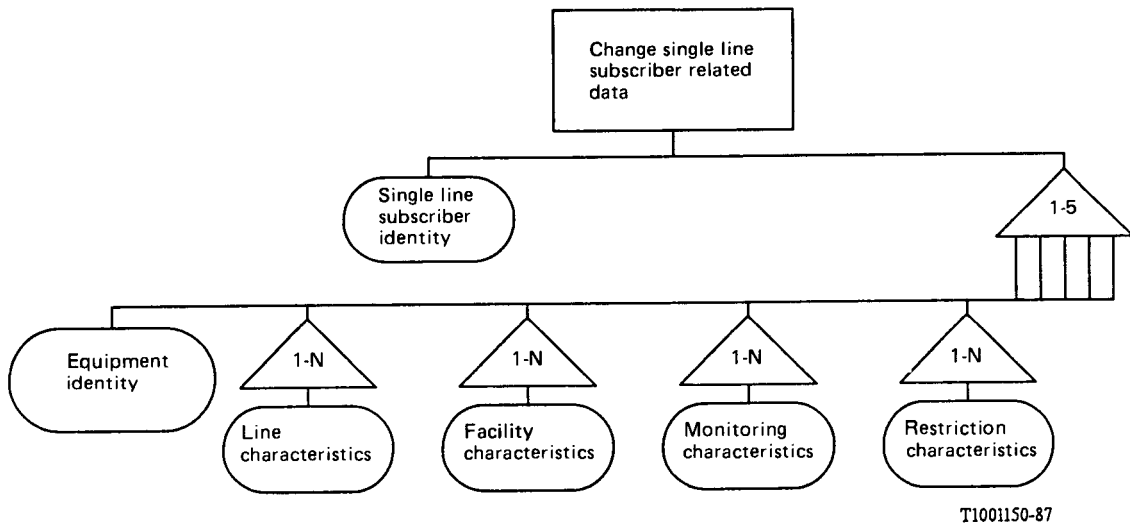 Change single line
subscriber related
data
Single line
subscriber
identity
1-5
Equipment
identity
1-N
1-N
1-N
1-N
Line
characteristics
Facility
characteristics
Monitoring
characteristics
Restriction
characteristics
T1001150-87